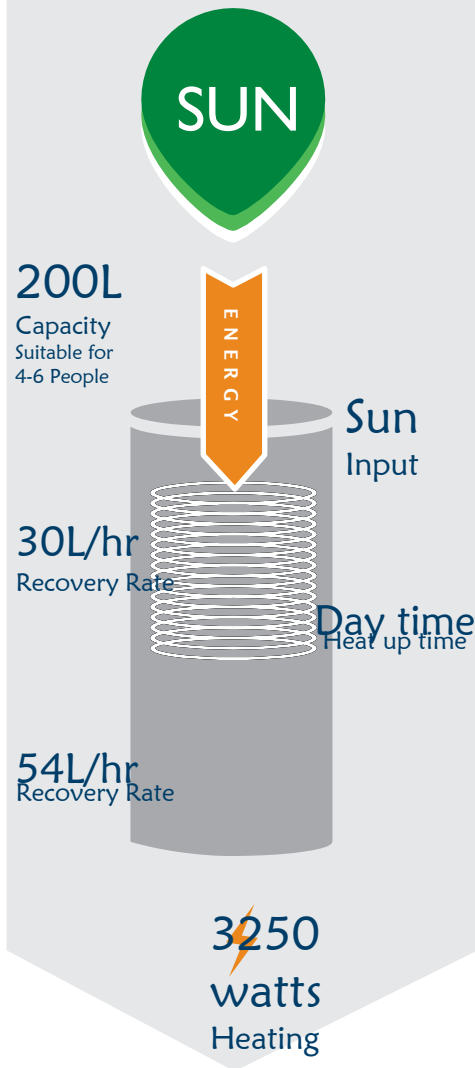 SUN
200L
Capacity
Suitable for
4-6 People
ENERGY
Sun
Input
30L/hr
Recovery Rate
Day time
Heat up time
54L/hr
Recovery Rate
3250
watts
Heating